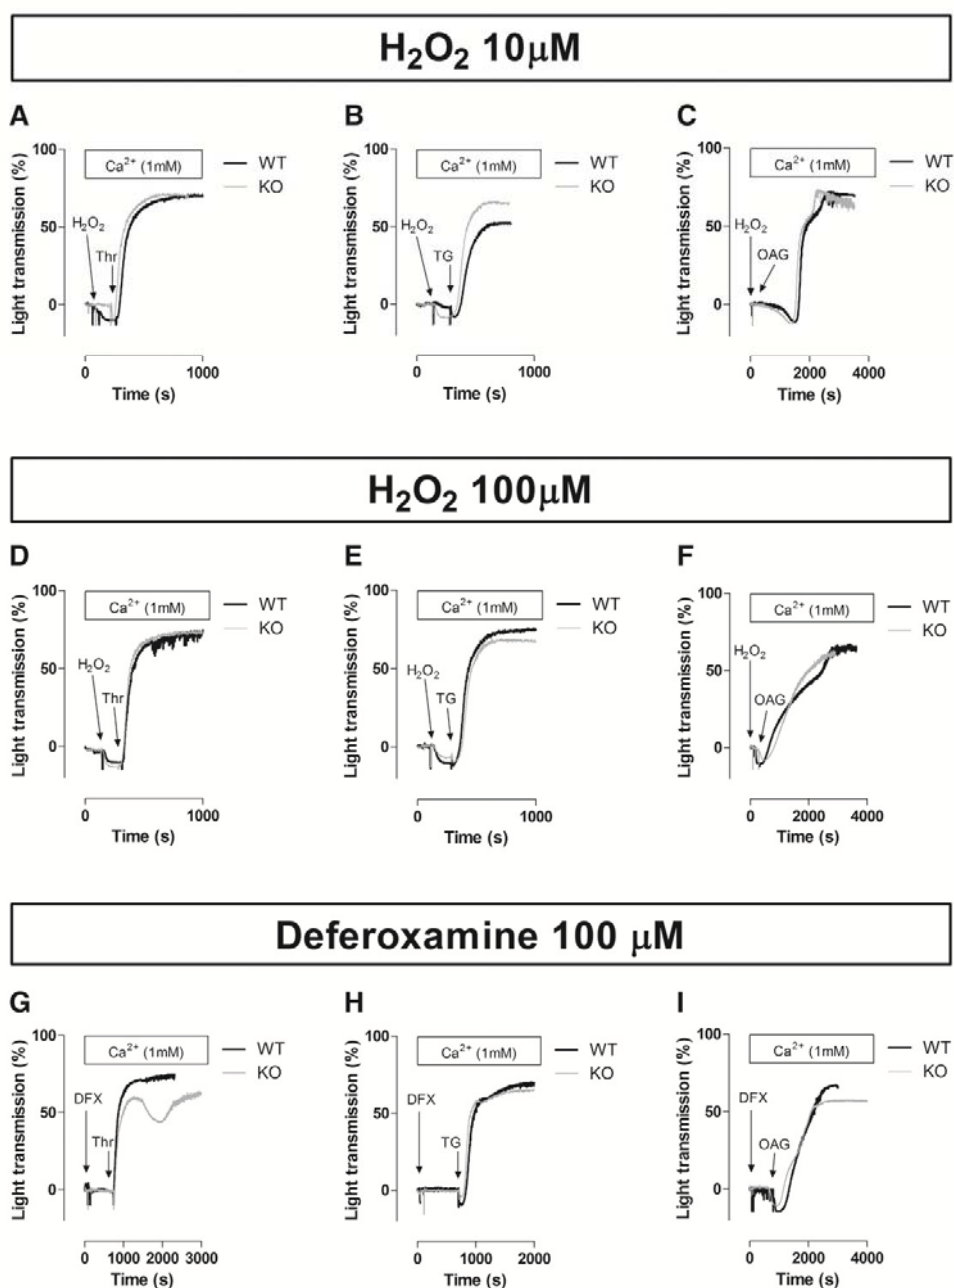 H₂O₂ 10μM
A
B
C
Light transmission (%)
100
50
0
Ca²⁺ (1mM)
WT
KO
H₂O₂
Thr
0
1000
Time (s)
Light transmission (%)
100
50
0
Ca²⁺ (1mM)
WT
KO
H₂O₂
TG
0
1000
Time (s)
Light transmission (%)
100
50
0
Ca²⁺ (1mM)
WT
KO
H₂O₂
OAG
0
2000
4000
Time (s)
H₂O₂ 100μM
D
E
F
Light transmission (%)
100
50
0
Ca²⁺ (1mM)
WT
KO
H₂O₂
Thr
0
1000
Time (s)
Light transmission (%)
100
50
0
Ca²⁺ (1mM)
WT
KO
H₂O₂
TG
0
1000
Time (s)
Light transmission (%)
100
50
0
Ca²⁺ (1mM)
WT
KO
H₂O₂
OAG
0
2000
4000
Time (s)
Deferoxamine 100 μM
G
H
I
Light transmission (%)
100
50
0
Ca²⁺ (1mM)
WT
KO
DFX
Thr
0
1000
2000
3000
Time (s)
Light transmission (%)
100
50
0
Ca²⁺ (1mM)
WT
KO
DFX
TG
0
1000
2000
Time (s)
Light transmission (%)
100
50
0
Ca²⁺ (1mM)
WT
KO
DFX
OAG
0
2000
4000
Time (s)